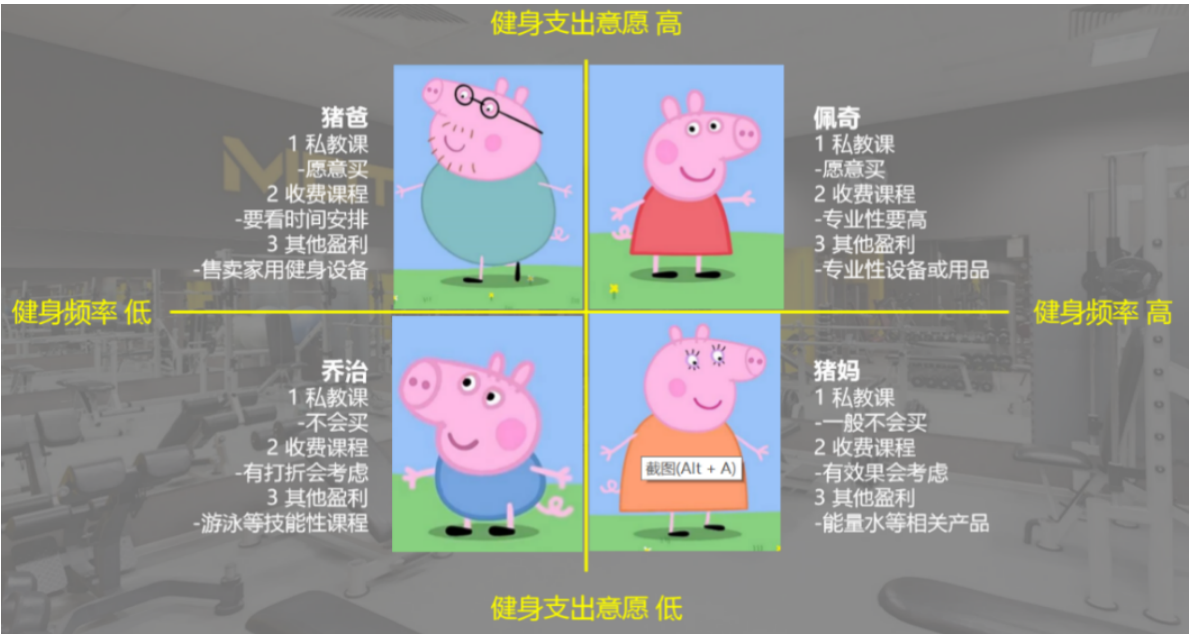 健身支出意愿 高
猪爸
1 私教课
-愿意买
2 收费课程
-要看时间安排
3 其他盈利
-售卖家用健身设备
佩奇
1 私教课
-愿意买
2 收费课程
-专业性要高
3 其他盈利
-专业性设备或用品
健身频率 低
健身频率 高
乔治
1 私教课
-不会买
2 收费课程
-有打折会考虑
3 其他盈利
-游泳等技能性课程
猪妈
1 私教课
-一般不会买
2 收费课程
-有效果会考虑
3 其他盈利
-能量水等相关产品
截图(Alt + A)
健身支出意愿 低